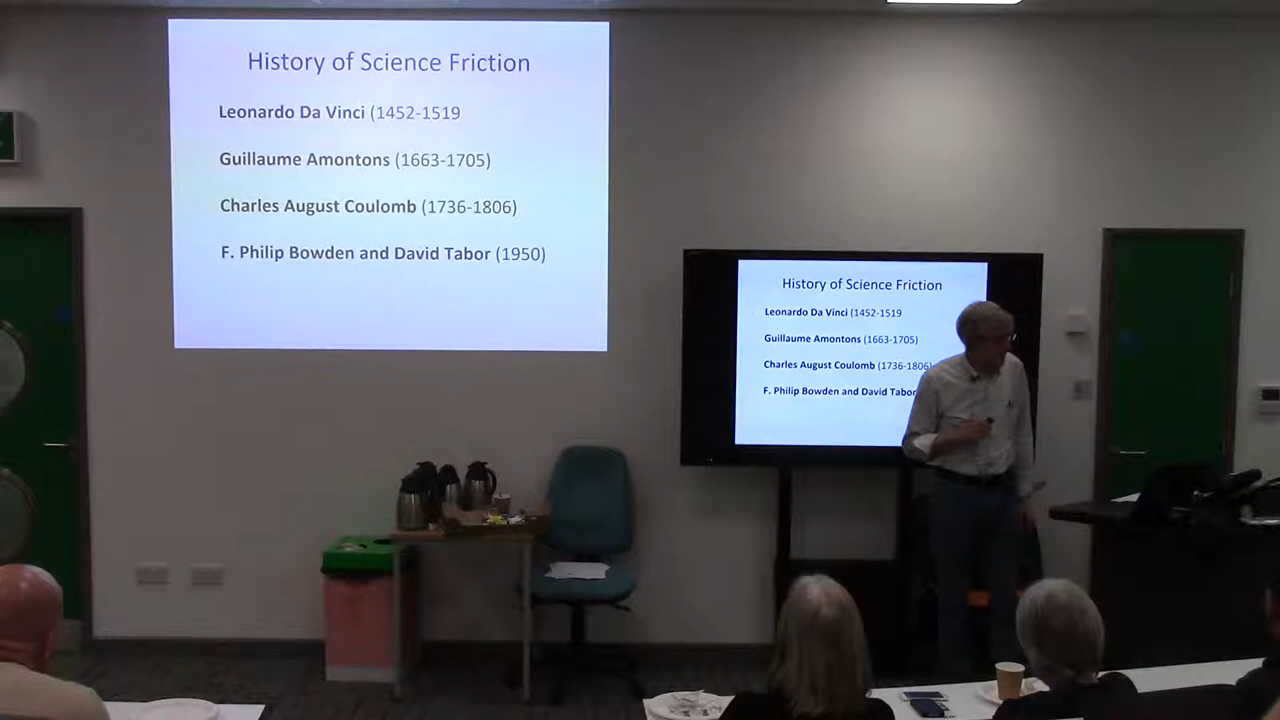 History of Science Friction
Leonardo Da Vinci (1452-1519
Guillaume Amontons (1663-1705)
Charles August Coulomb (1736-1806)
F. Philip Bowden and David Tabor (1950)
History of Science Friction
Leonardo Da Vinci (1452-1519
Guillaume Amontons (1663-1705)
Charles August Coulomb (1736-1806)
F. Philip Bowden and David Tabor